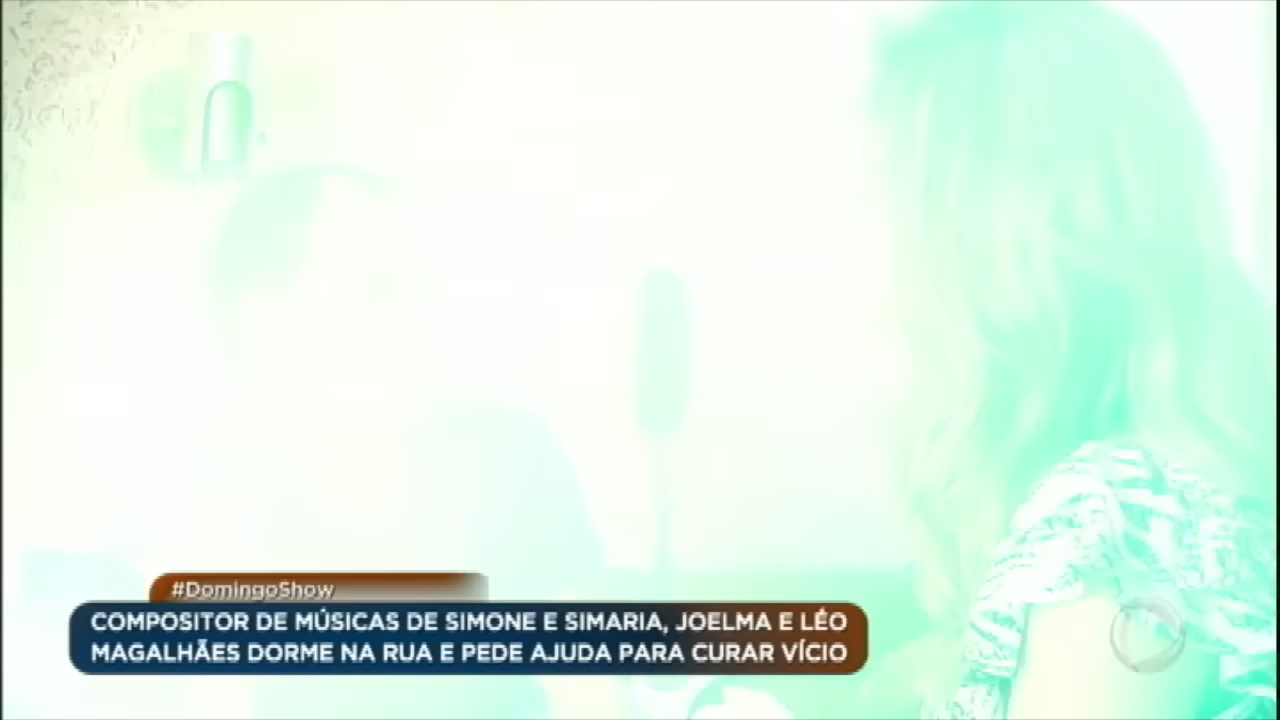 #DomingoShow
COMPOSITOR DE MÚSICAS DE SIMONE E SIMARIA, JOELMA E LÉO
MAGALHÃES DORME NA RUA E PEDE AJUDA PARA CURAR VÍCIO